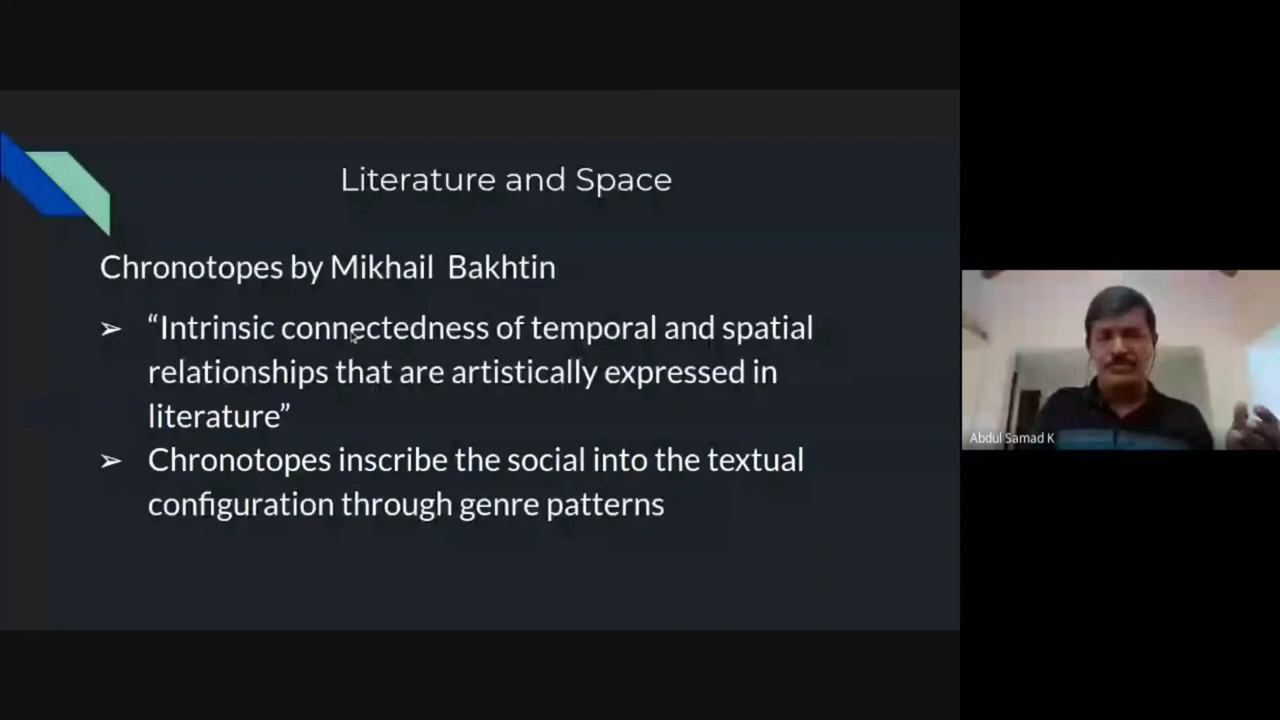 Literature and Space
Chronotopes by Mikhail Bakhtin
➢ “Intrinsic connectedness of temporal and spatial
relationships that are artistically expressed in
literature”
➢ Chronotopes inscribe the social into the textual
configuration through genre patterns
Abdul Samad K